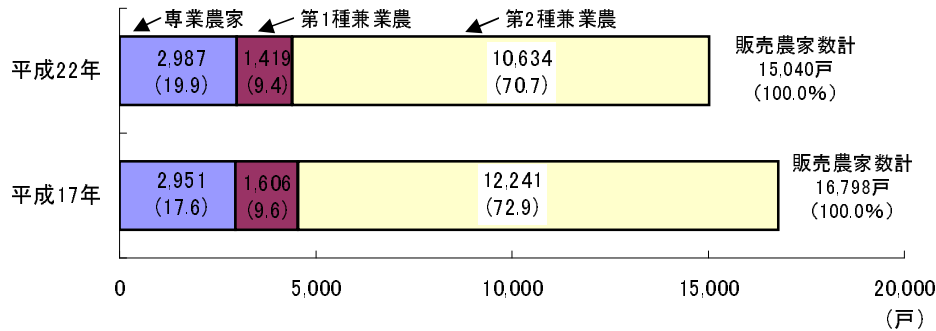 専業農家
第1種兼業農
第2種兼業農
平成22年
2,987
(19.9)
1,419
(9.4)
10,634
(70.7)
販売農家数計
15,040戸
(100.0%)
平成17年
2,951
(17.6)
1,606
(9.6)
12,241
(72.9)
販売農家数計
16,798戸
(100.0%)
0
5,000
10,000
15,000
20,000
(戸)